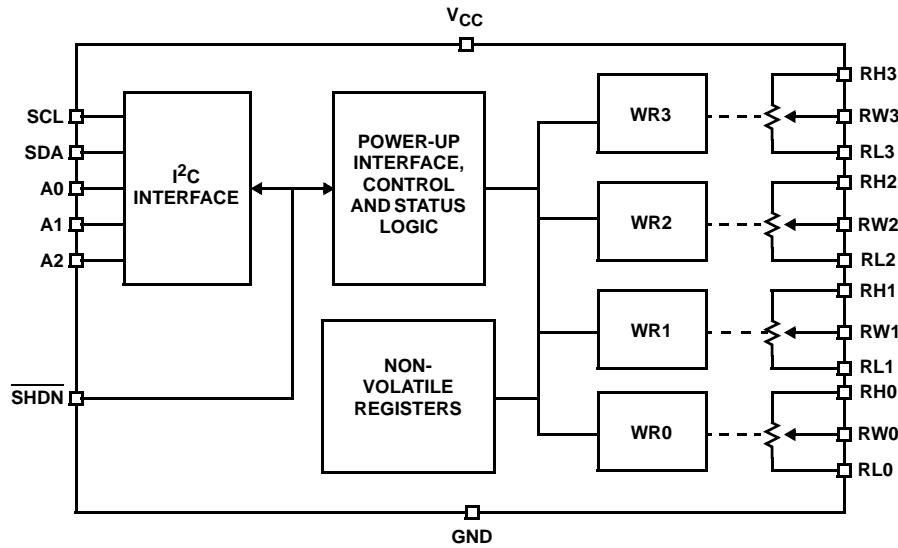 VCC
SCL
SDA
A0
A1
A2
SHDN
I2C
INTERFACE
POWER-UP
INTERFACE,
CONTROL
AND STATUS
LOGIC
NON-
VOLATILE
REGISTERS
WR3
WR2
WR1
WR0
RH3
RW3
RL3
RH2
RW2
RL2
RH1
RW1
RL1
RH0
RW0
RL0
GND